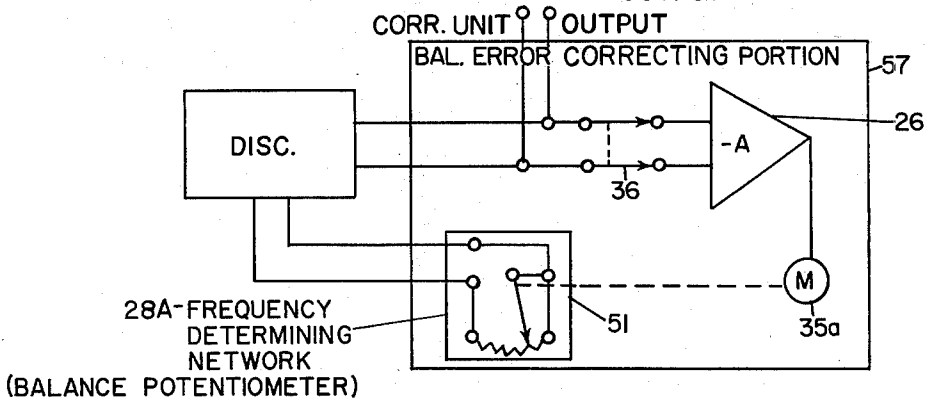 CORR. UNIT OUTPUT
BAL. ERROR CORRECTING PORTION
57
26
DISC.
-A
36
M
35a
51
28A-FREQUENCY
DETERMINING
NETWORK
(BALANCE POTENTIOMETER)